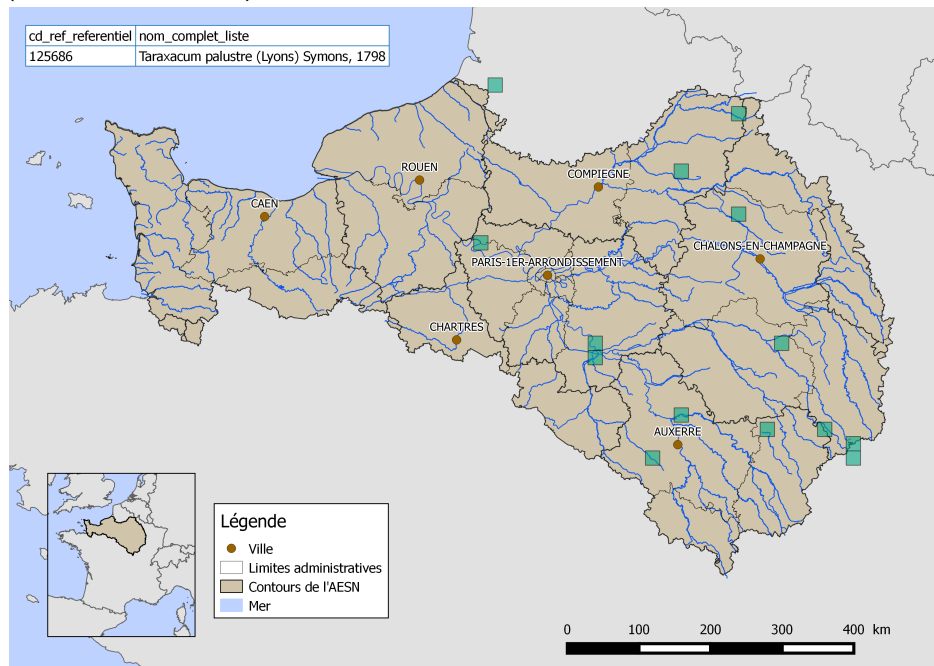 cd_ref_referentiel nom_complet_liste
125686 Taraxacum palustre (Lyons) Symons, 1798
ROUEN
COMPIEGNE
CAEN
CHALONS-EN-CHAMPAGNE
PARIS-1ER-ARRONDISSEMENT
CHARTRES
AUXERRE
Légende
Ville
Limites administratives
Contours de l'AESN
Mer
0 100 200 300 400 km